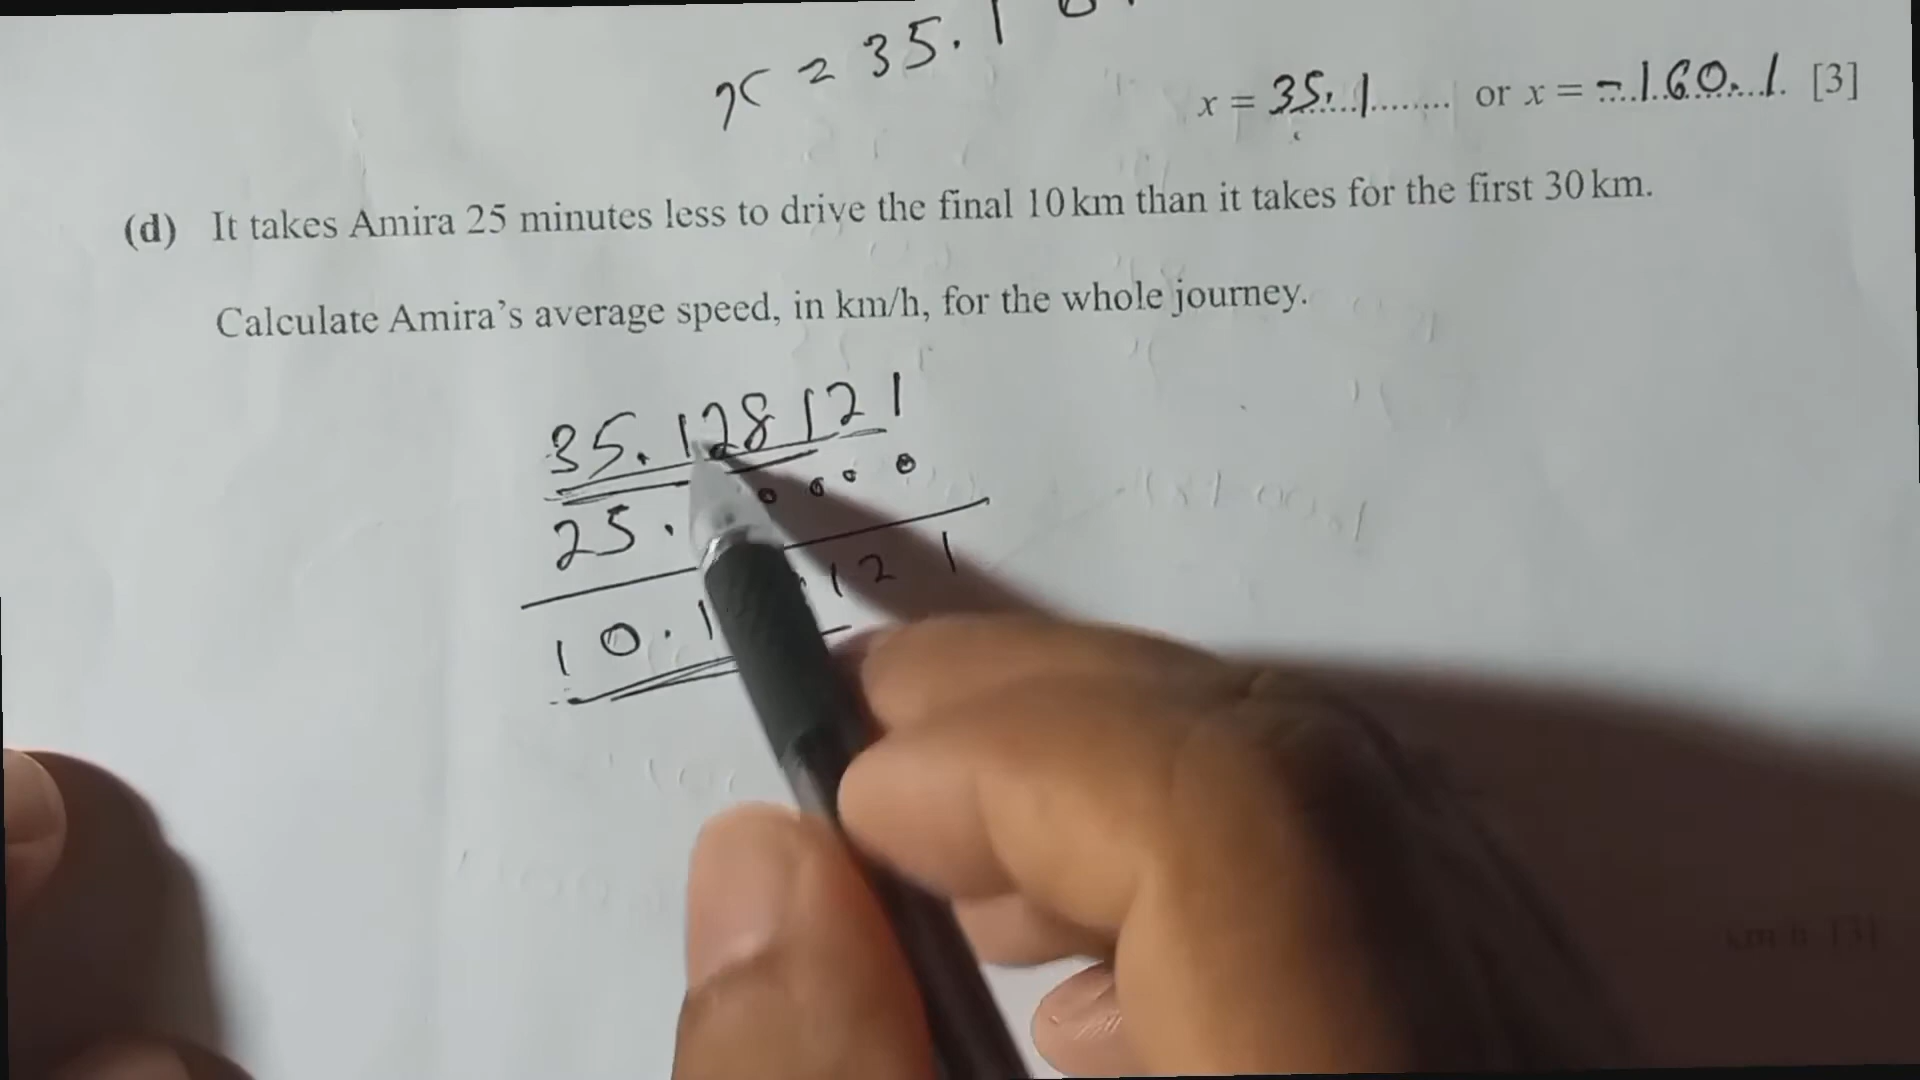 x = 35.1
x = 35.1 or x = -160.1 [3]
(d) It takes Amira 25 minutes less to drive the final 10 km than it takes for the first 30 km.
Calculate Amira's average speed, in km/h, for the whole journey.
35.128121
25.
10.1 121